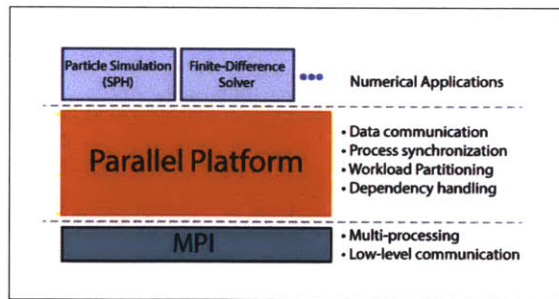 Particle Simulation
(SPH)
Finite-Difference
Solver
Numerical Applications
Parallel Platform
• Data communication
• Process synchronization
• Workload Partitioning
• Dependency handling
MPI
• Multi-processing
• Low-level communication